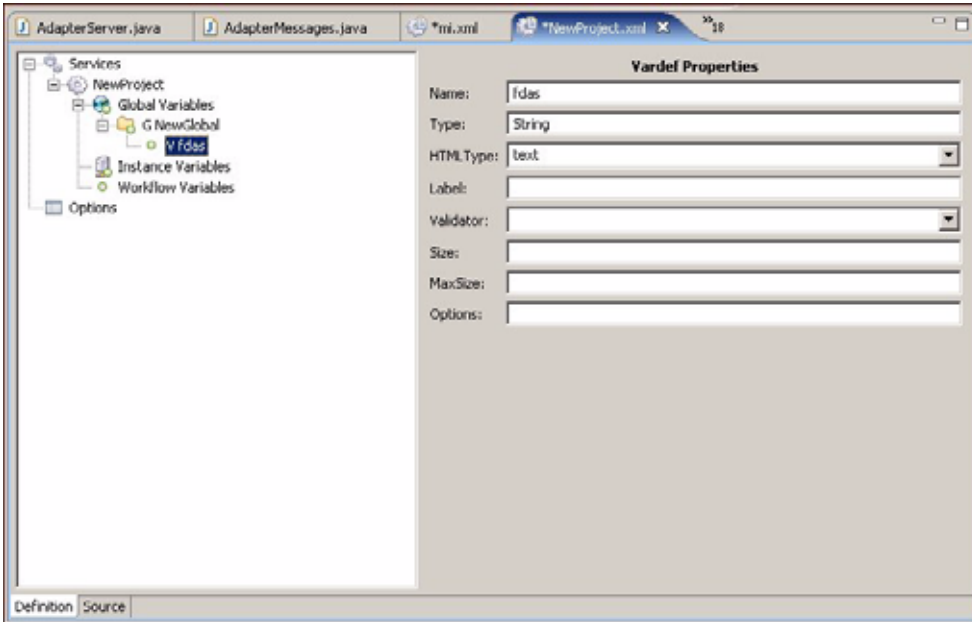 AdapterServer.java AdapterMessages.java *mi.xml *NewProject.xml »18
Services
NewProject
Global Variables
G NewGlobal
V fdas
Instance Variables
Workflow Variables
Options
Vardef Properties
Name: fdas
Type: String
HTMLType: text
Label:
Validator:
Size:
MaxSize:
Options:
Definition Source